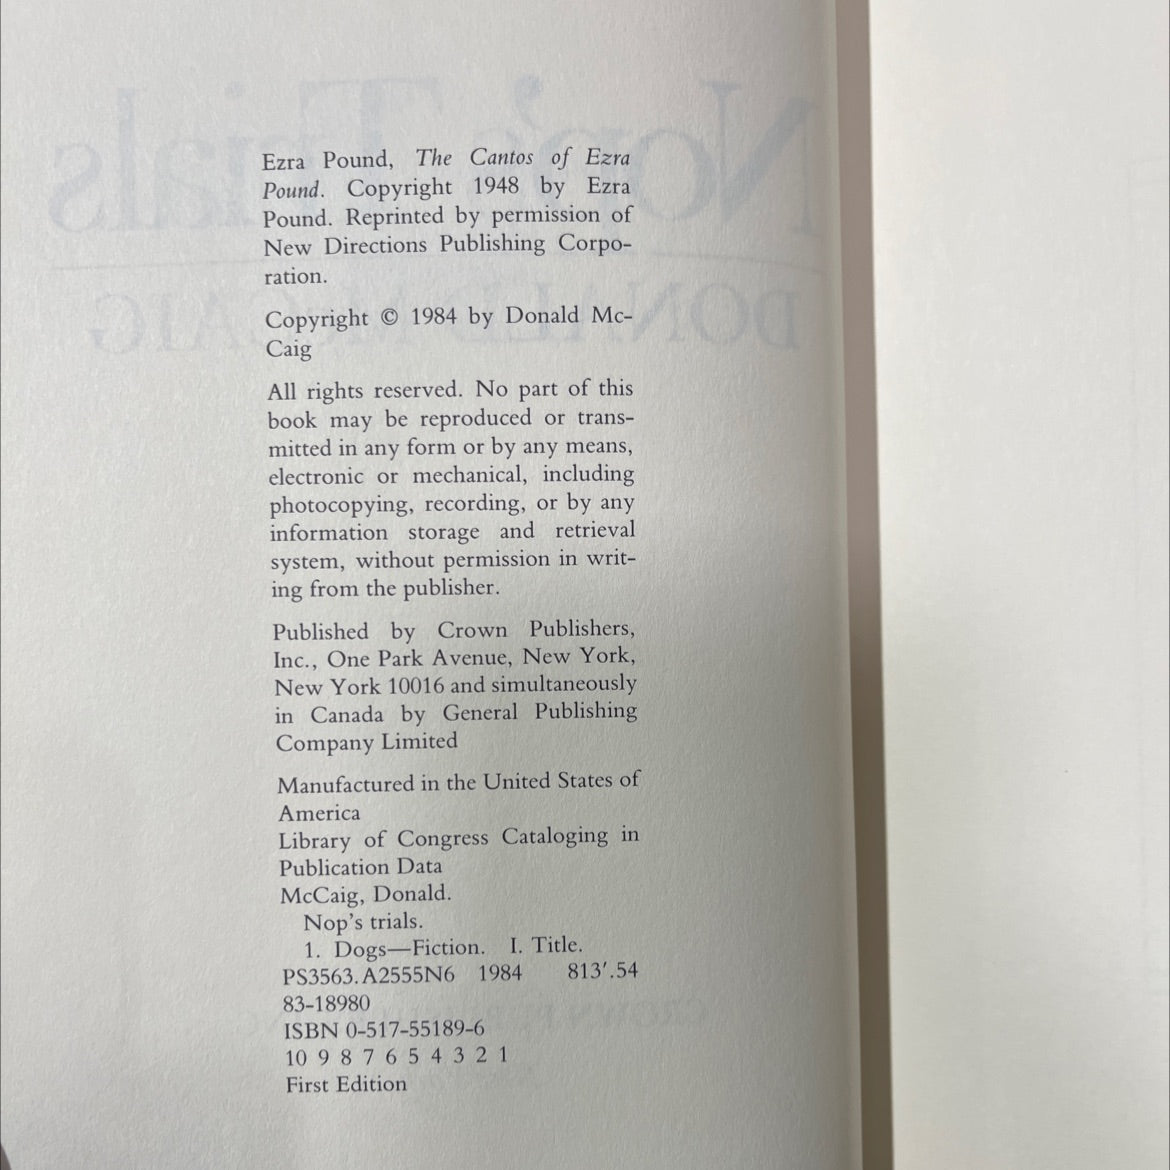 Ezra Pound, The Cantos of Ezra
Pound. Copyright 1948 by Ezra
Pound. Reprinted by permission of
New Directions Publishing Corpo-
ration.
Copyright © 1984 by Donald Mc-
Caig
All rights reserved. No part of this
book may be reproduced or trans-
mitted in any form or by any means,
electronic or mechanical, including
photocopying, recording, or by any
information storage and retrieval
system, without permission in writ-
ing from the publisher.
Published by Crown Publishers,
Inc., One Park Avenue, New York,
New York 10016 and simultaneously
in Canada by General Publishing
Company Limited
Manufactured in the United States of
America
Library of Congress Cataloging in
Publication Data
McCaig, Donald.
Nop's trials.
1. Dogs—Fiction. I. Title.
PS3563.A2555N6 1984 813′.54
83-18980
ISBN 0-517-55189-6
10 9 8 7 6 5 4 3 2 1
First Edition